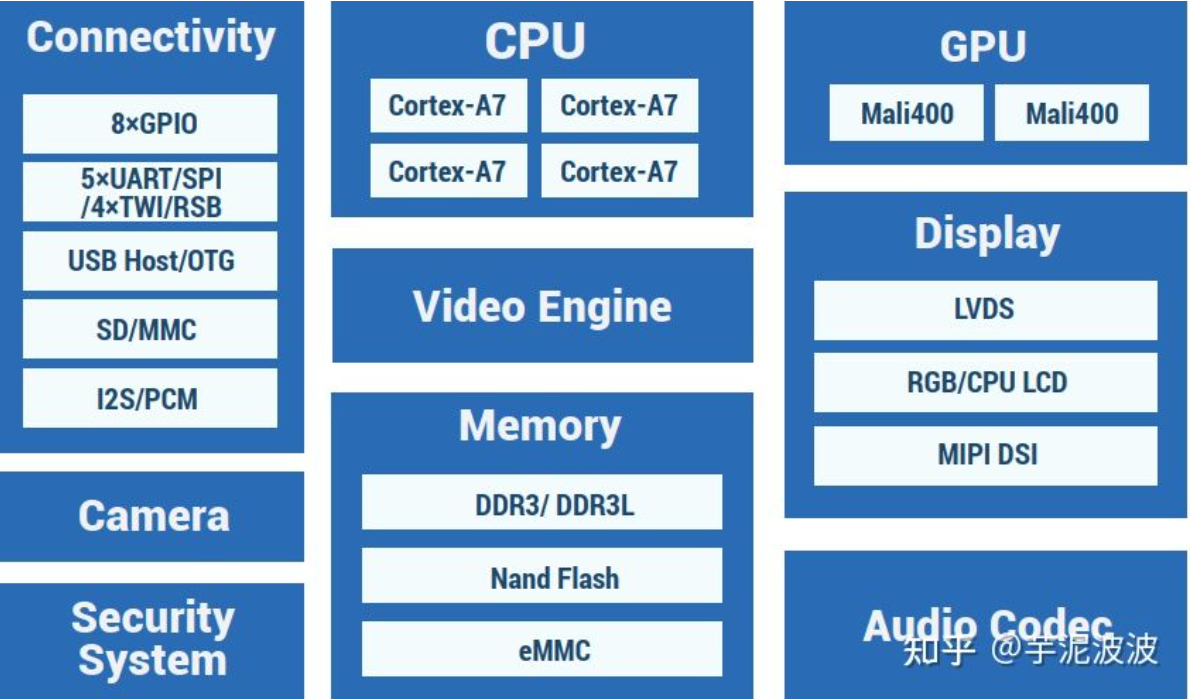 Connectivity
8×GPIO
5×UART/SPI
/4×TWI/RSB
USB Host/OTG
SD/MMC
I2S/PCM
Camera
Security
System
CPU
Cortex-A7
Cortex-A7
Cortex-A7
Cortex-A7
Video Engine
Memory
DDR3/ DDR3L
Nand Flash
eMMC
GPU
Mali400
Mali400
Display
LVDS
RGB/CPU LCD
MIPI DSI
Audio Codec
知乎 @芋泥波波